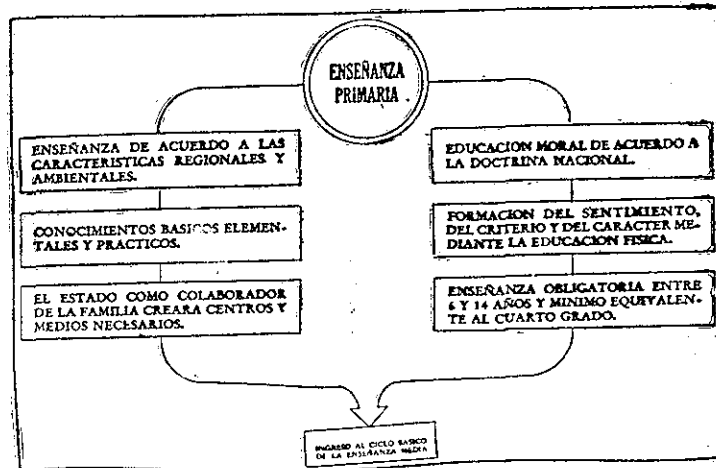 ENSEÑANZA
PRIMARIA
ENSEÑANZA DE ACUERDO A LAS
CARACTERISTICAS REGIONALES Y
AMBIENTALES.
CONOCIMIENTOS BASICOS ELEMEN-
TALES Y PRACTICOS.
EL ESTADO COMO COLABORADOR
DE LA FAMILIA CREARA CENTROS Y
MEDIOS NECESARIOS.
EDUCACION MORAL DE ACUERDO A
LA DOCTRINA NACIONAL.
FORMACION DEL SENTIMIENTO,
DEL CRITERIO Y DEL CARACTER ME-
DIANTE LA EDUCACION FISICA.
ENSEÑANZA OBLIGATORIA ENTRE
6 Y 14 AÑOS Y MINIMO EQUIVALEN-
TE AL CUARTO GRADO.
INGRESO AL CICLO BASICO
DE LA ENSEÑANZA MEDIA